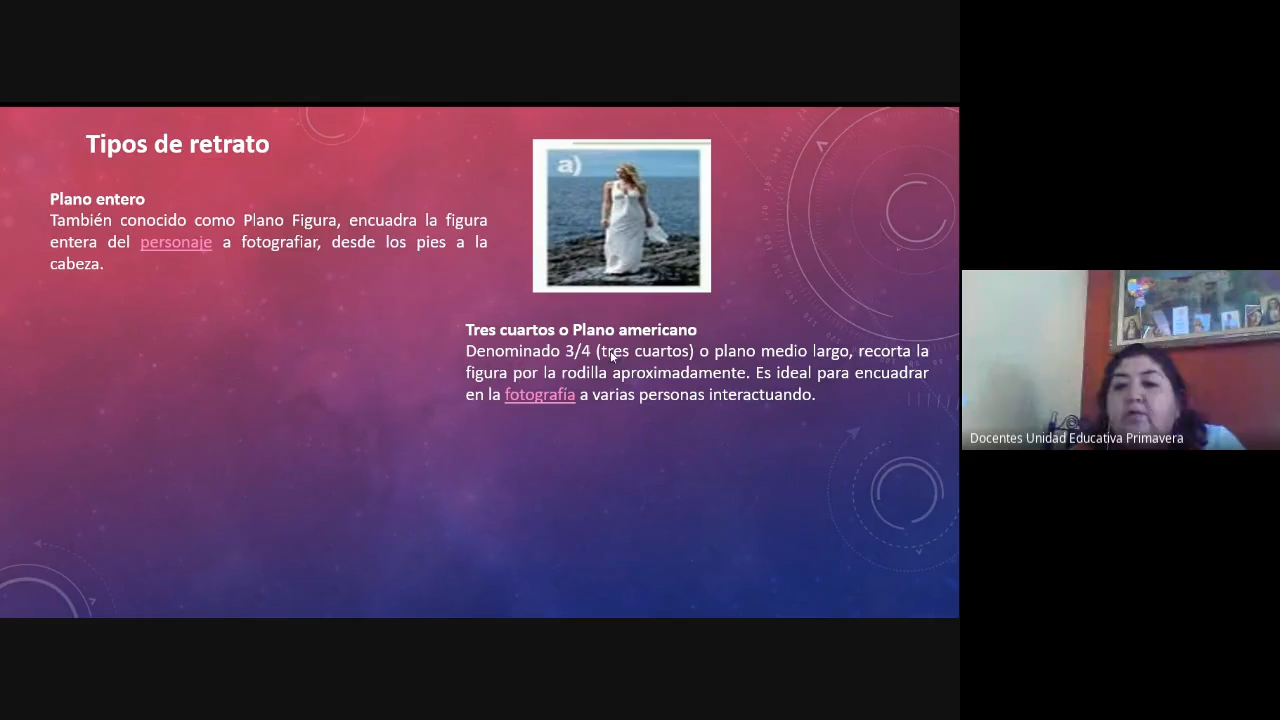 Tipos de retrato
Plano entero
También conocido como Plano Figura, encuadra la figura
entera del personaje a fotografiar, desde los pies a la
cabeza.
a)
Tres cuartos o Plano americano
Denominado 3/4 (tres cuartos) o plano medio largo, recorta la
figura por la rodilla aproximadamente. Es ideal para encuadrar
en la fotografía a varias personas interactuando.
Docentes Unidad Educativa Primavera